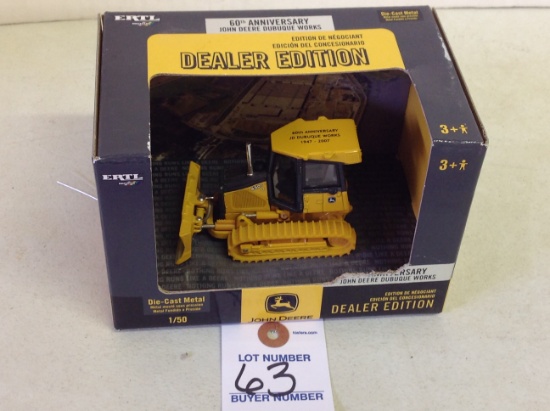 ERTL
60th ANNIVERSARY
JOHN DEERE DUBUQUE WORKS
Die-Cast Metal
EDITION DE NÉGOCIANT
EDICIÓN DEL CONCESIONARIO
DEALER EDITION
3+
60TH ANNIVERSARY
JD DUBUQUE WORKS
1947 - 2007
3+
ERTL
ANNIVERSARY
JOHN DEERE DUBUQUE WORKS
EDITION DE NÉGOCIANT
EDICIÓN DEL CONCESIONARIO
DEALER EDITION
Die-Cast Metal
1/50
JOHN DEERE
LOT NUMBER
63
BUYER NUMBER